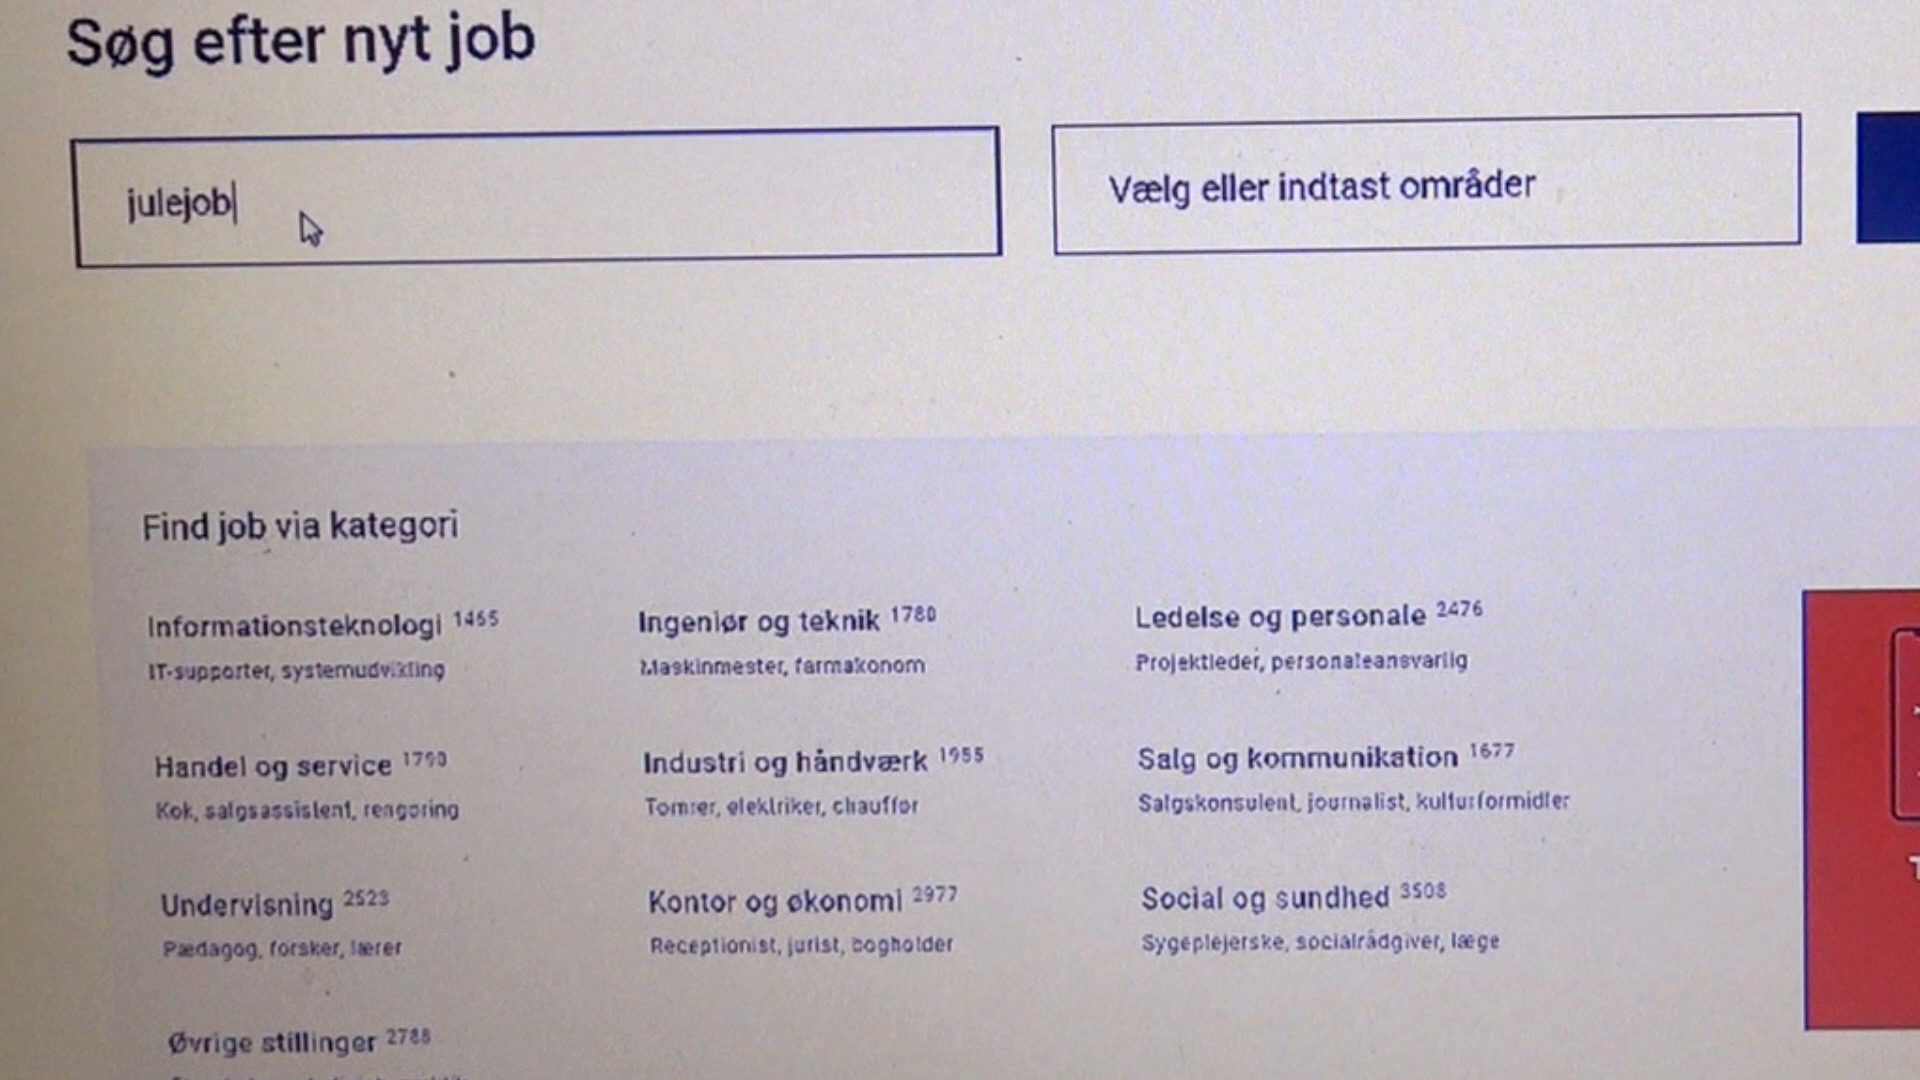 Søg efter nyt job
julejob
Vælg eller indtast områder
Find job via kategori
Informationsteknologi 1465
IT-supporter, systemudvikling
Ingeniør og teknik 1780
Maskinmester, farmakonom
Ledelse og personale 2476
Projektleder, personaleansvarlig
Handel og service 1790
Kok, salgsassistent, rengøring
Industri og håndværk 1955
Tømrer, elektriker, chauffør
Salg og kommunikation 1677
Salgskonsulent, journalist, kulturformidler
Undervisning 2523
Pædagog, forsker, lærer
Kontor og økonomi 2977
Receptionist, jurist, bogholder
Social og sundhed 3508
Sygeplejerske, socialrådgiver, læge
Øvrige stillinger 2788